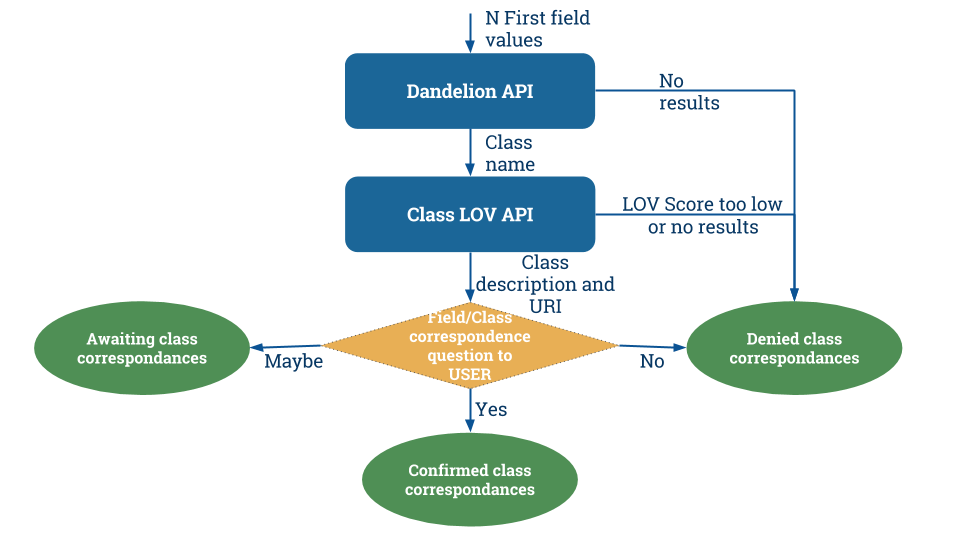 N First field
values
Dandelion API
No
results
Class
name
Class LOV API
LOV Score too low
or no results
Class
description and
URI
Field/Class
correspondence
question to
USER
Awaiting class
correspondances
Maybe
No
Denied class
correspondances
Yes
Confirmed class
correspondances